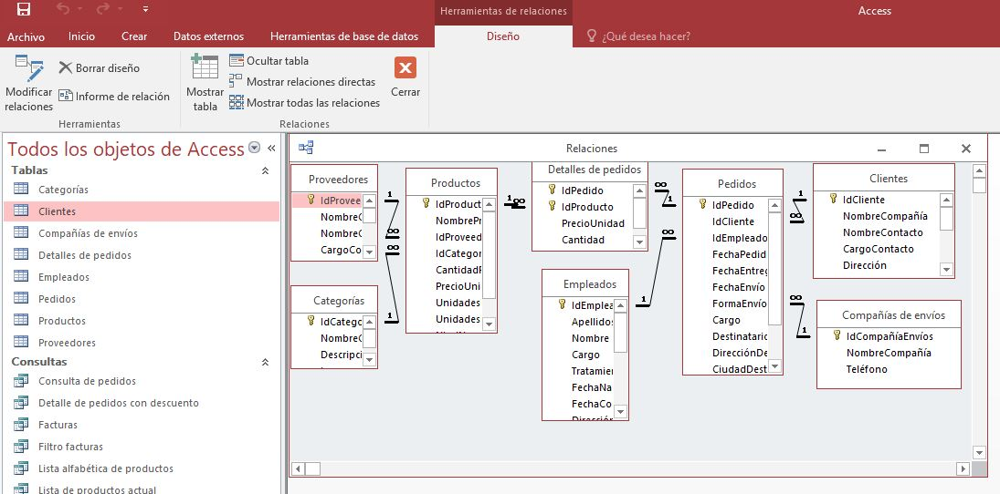 Herramientas de relaciones
Access
Archivo
Inicio
Crear
Datos externos
Herramientas de base de datos
Diseño
¿Qué desea hacer?
Modificar
relaciones
Borrar diseño
Informe de relación
Herramientas
Mostrar
tabla
Ocultar tabla
Mostrar relaciones directas
Mostrar todas las relaciones
Relaciones
Cerrar
Todos los objetos de Access
Tablas
Categorías
Clientes
Compañías de envíos
Detalles de pedidos
Empleados
Pedidos
Productos
Proveedores
Consultas
Consulta de pedidos
Detalle de pedidos con descuento
Facturas
Filtro facturas
Lista alfabética de productos
Lista de productos actual
Relaciones
Proveedores
IdProvee
NombreC
NombreC
CargoCo
1
∞
Categorías
IdCatego
NombreC
Descripci
∞
1
Productos
IdProduct
NombrePr
IdProveed
IdCategor
CantidadP
PrecioUni
Unidades
Unidades
1
∞
Detalles de pedidos
IdPedido
IdProducto
PrecioUnidad
Cantidad
∞
1
Empleados
IdEmplea
Apellidos
Nombre
Cargo
Tratamien
FechaNa
FechaCo
Dirección
∞
1
Pedidos
IdPedido
IdCliente
IdEmpleado
FechaPedid
FechaEntreg
FechaEnvío
FormaEnvío
Cargo
Destinatario
DirecciónDe
CiudadDest
1
∞
Clientes
IdCliente
NombreCompañía
NombreContacto
CargoContacto
Dirección
∞
1
Compañías de envíos
IdCompañíaEnvíos
NombreCompañía
Teléfono